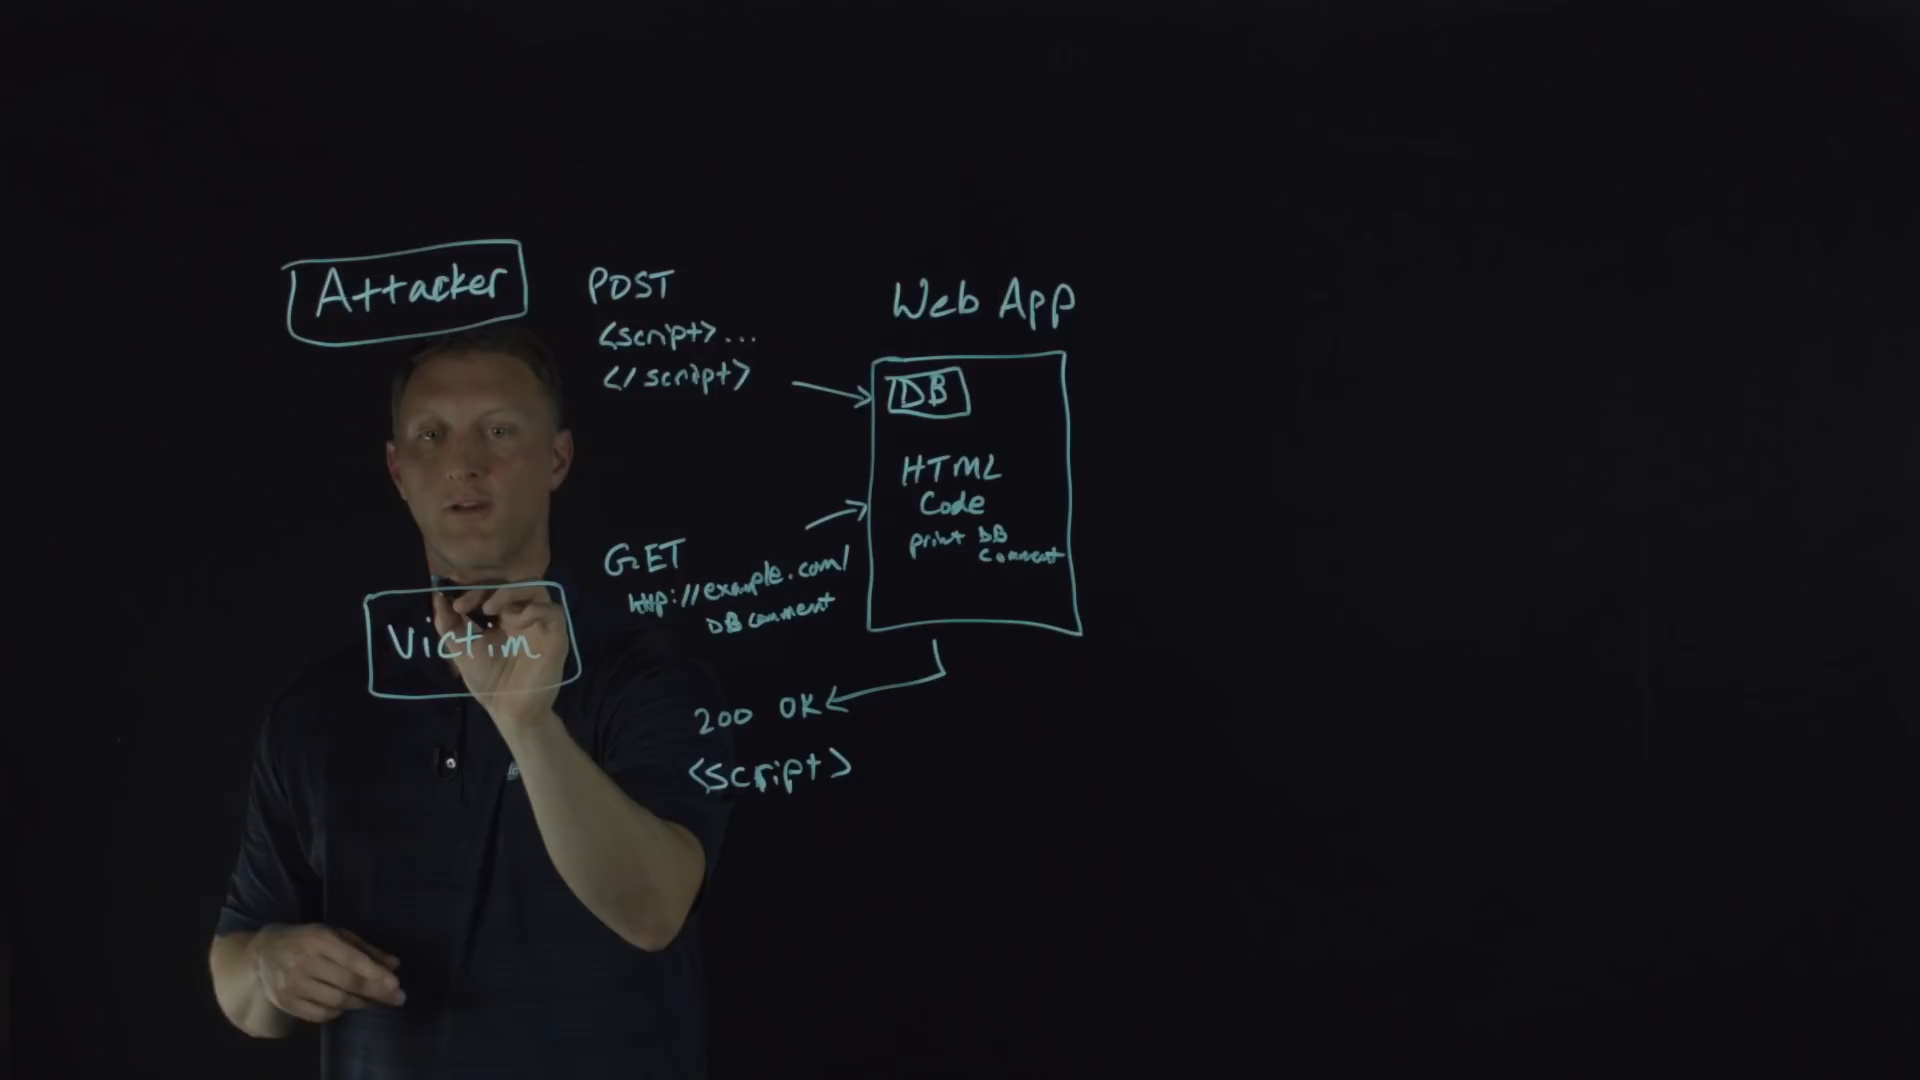 Attacker
POST
<script>...
</script>
Web App
DB
HTML
Code
print DB
Comment
GET
http://example.com/
DB comment
Victim
200 OK
<script>